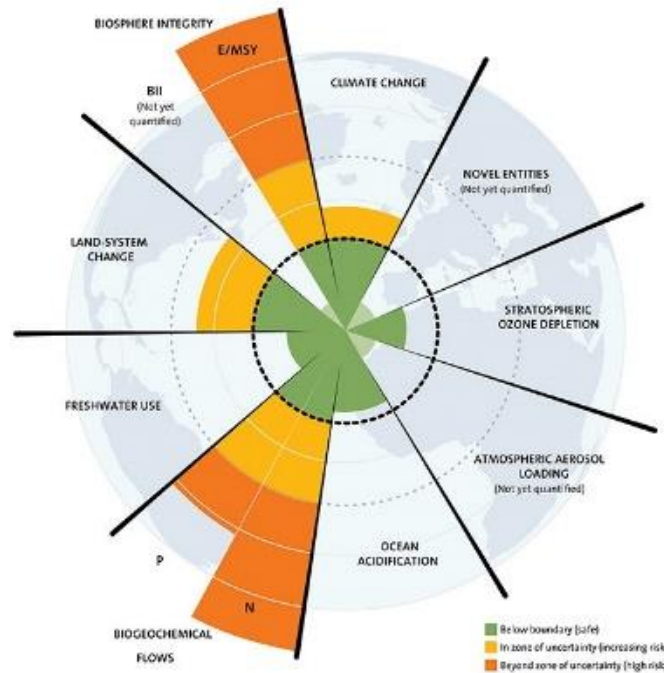 BIOSPHERE INTEGRITY
E/MSY
BII
(Not yet
quantified)
CLIMATE CHANGE
NOVEL ENTITIES
(Not yet quantified)
LAND-SYSTEM
CHANGE
STRATOSPHERIC
OZONE DEPLETION
FRESHWATER USE
ATMOSPHERIC AEROSOL
LOADING
(Not yet quantified)
OCEAN
ACIDIFICATION
P
N
BIOGEOCHEMICAL
FLOWS
Below boundary (safe)
In zone of uncertainty (increasing risk
Beyond zone of uncertainty (high risk